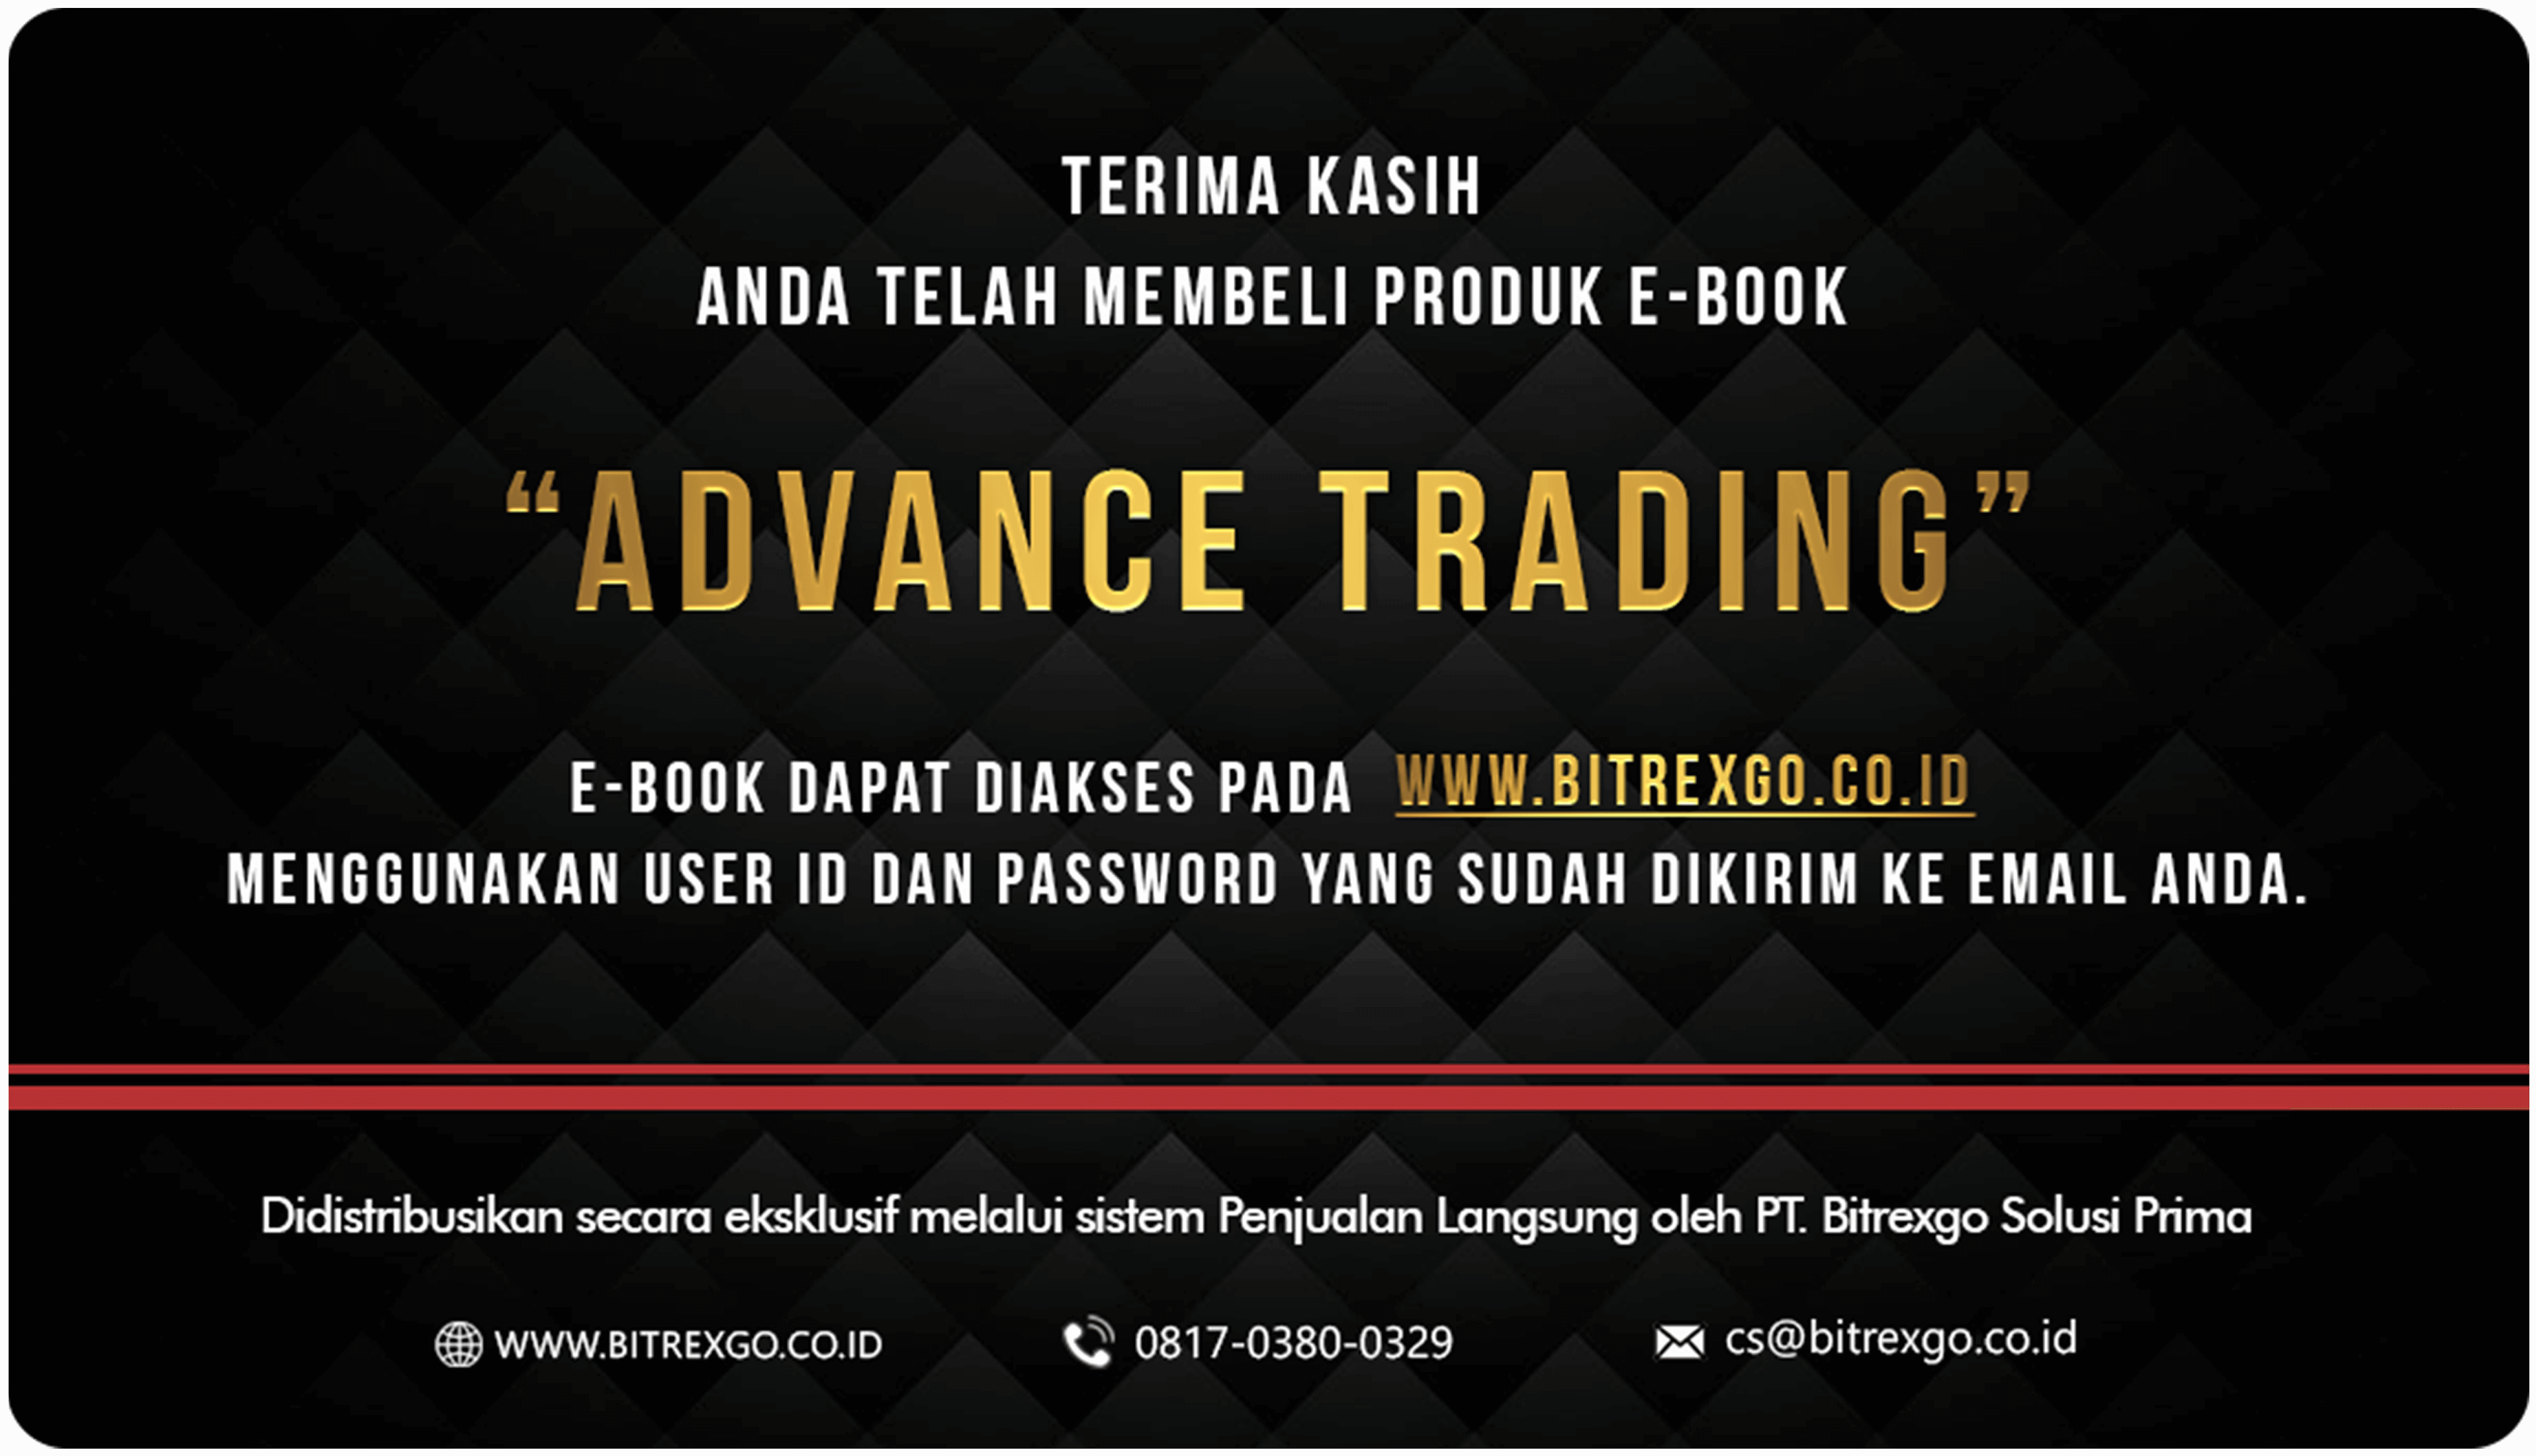 TERIMA KASIH
ANDA TELAH MEMBELI PRODUK E-BOOK
“ADVANCE TRADING”
E-BOOK DAPAT DIAKSES PADA WWW.BITREXGO.CO.ID
MENGGUNAKAN USER ID DAN PASSWORD YANG SUDAH DIKIRIM KE EMAIL ANDA.
Didistribusikan secara eksklusif melalui sistem Penjualan Langsung oleh PT. Bitrexgo Solusi Prima
WWW.BITREXGO.CO.ID 0817-0380-0329 cs@bitrexgo.co.id